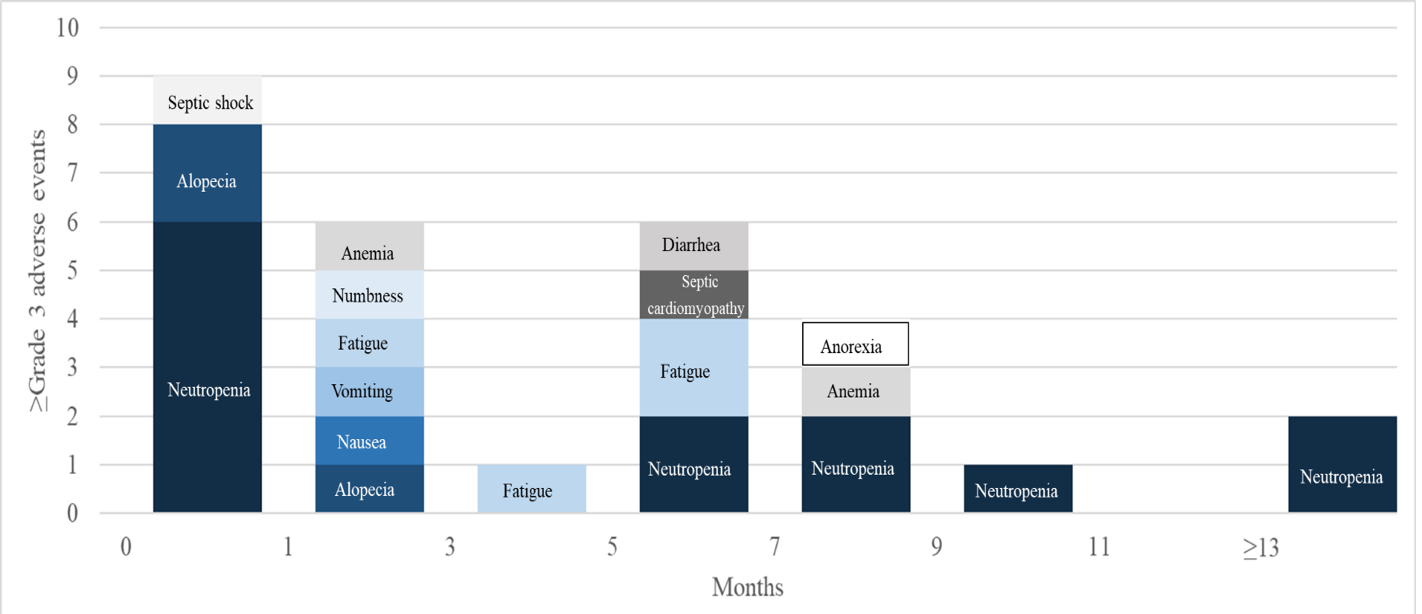 ≥Grade 3 adverse events
10
9
8
7
6
5
4
3
2
1
0
Septic shock
Alopecia
Neutropenia
Anemia
Numbness
Fatigue
Vomiting
Nausea
Alopecia
Fatigue
Diarrhea
Septic
cardiomyopathy
Fatigue
Neutropenia
Anorexia
Anemia
Neutropenia
Neutropenia
Neutropenia
0 1 3 5 7 9 11 ≥13
Months